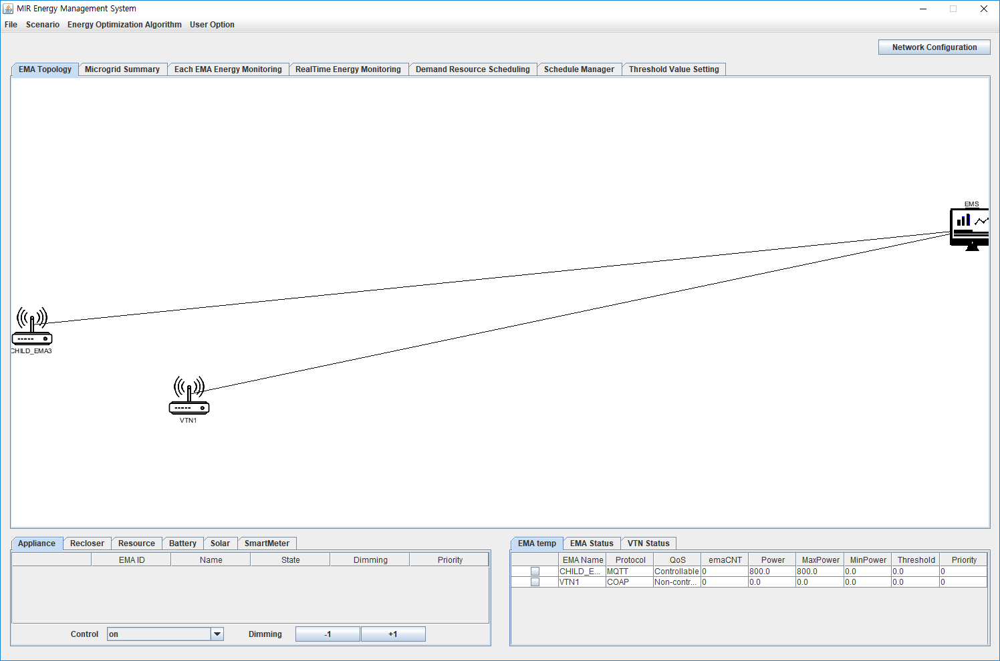 MIR Energy Management System
File Scenario Energy Optimization Algorithm User Option
Network Configuration
EMA Topology Microgrid Summary Each EMA Energy Monitoring RealTime Energy Monitoring Demand Resource Scheduling Schedule Manager Threshold Value Setting
EMS
CHILD_EMA3
VTN1
Appliance Recloser Resource Battery Solar SmartMeter
EMA ID Name State Dimming Priority
Control on Dimming -1 +1
EMA temp EMA Status VTN Status
EMA Name Protocol QoS emaCNT Power MaxPower MinPower Threshold Priority
CHILD_E... MQTT Controllable 0 800.0 800.0 0.0 0.0 0
VTN1 COAP Non-contr... 0 0.0 0.0 0.0 0.0 0